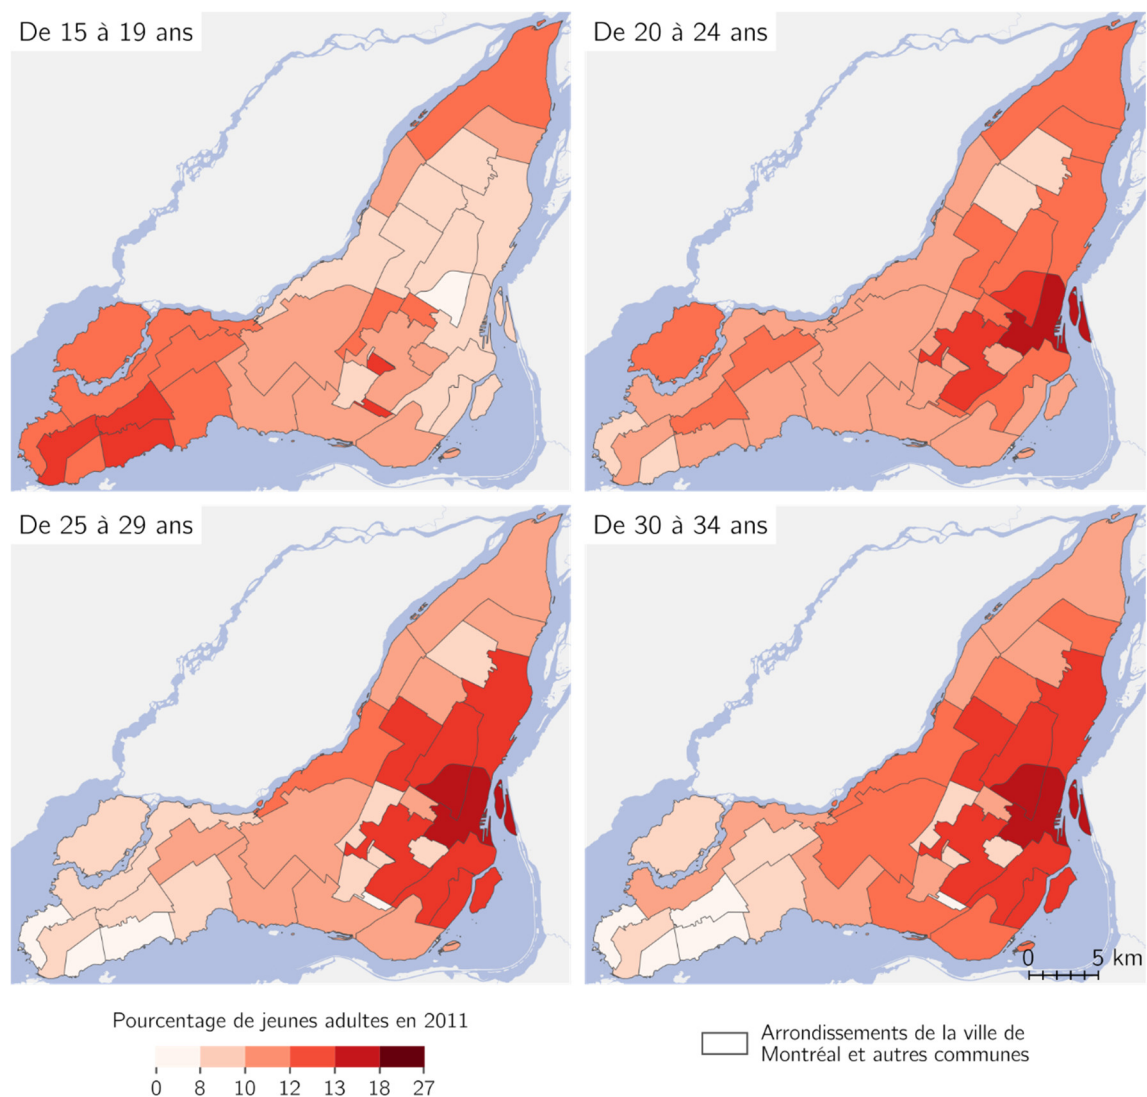 De 15 à 19 ans
De 20 à 24 ans
De 25 à 29 ans
De 30 à 34 ans
0 5 km
Pourcentage de jeunes adultes en 2011
0 8 10 12 13 18 27
Arrondissements de la ville de
Montréal et autres communes